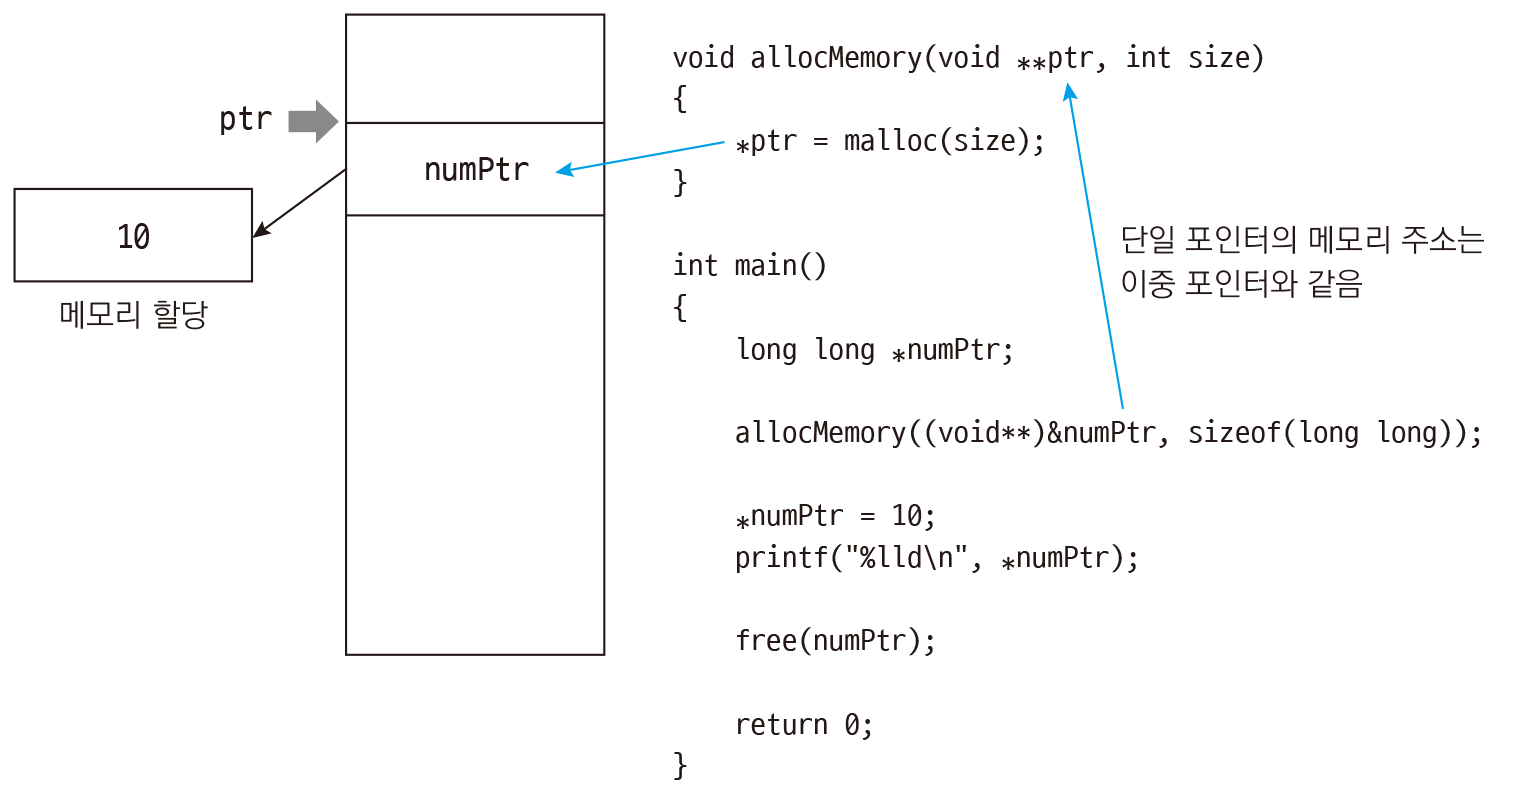 ptr
numPtr
10
메모리 할당
void allocMemory(void **ptr, int size)
{
    *ptr = malloc(size);
}
int main()
{
    long long *numPtr;
    allocMemory((void**)&numPtr, sizeof(long long));
    *numPtr = 10;
    printf("%lld\n", *numPtr);
    free(numPtr);
    return 0;
}
단일 포인터의 메모리 주소는
이중 포인터와 같음